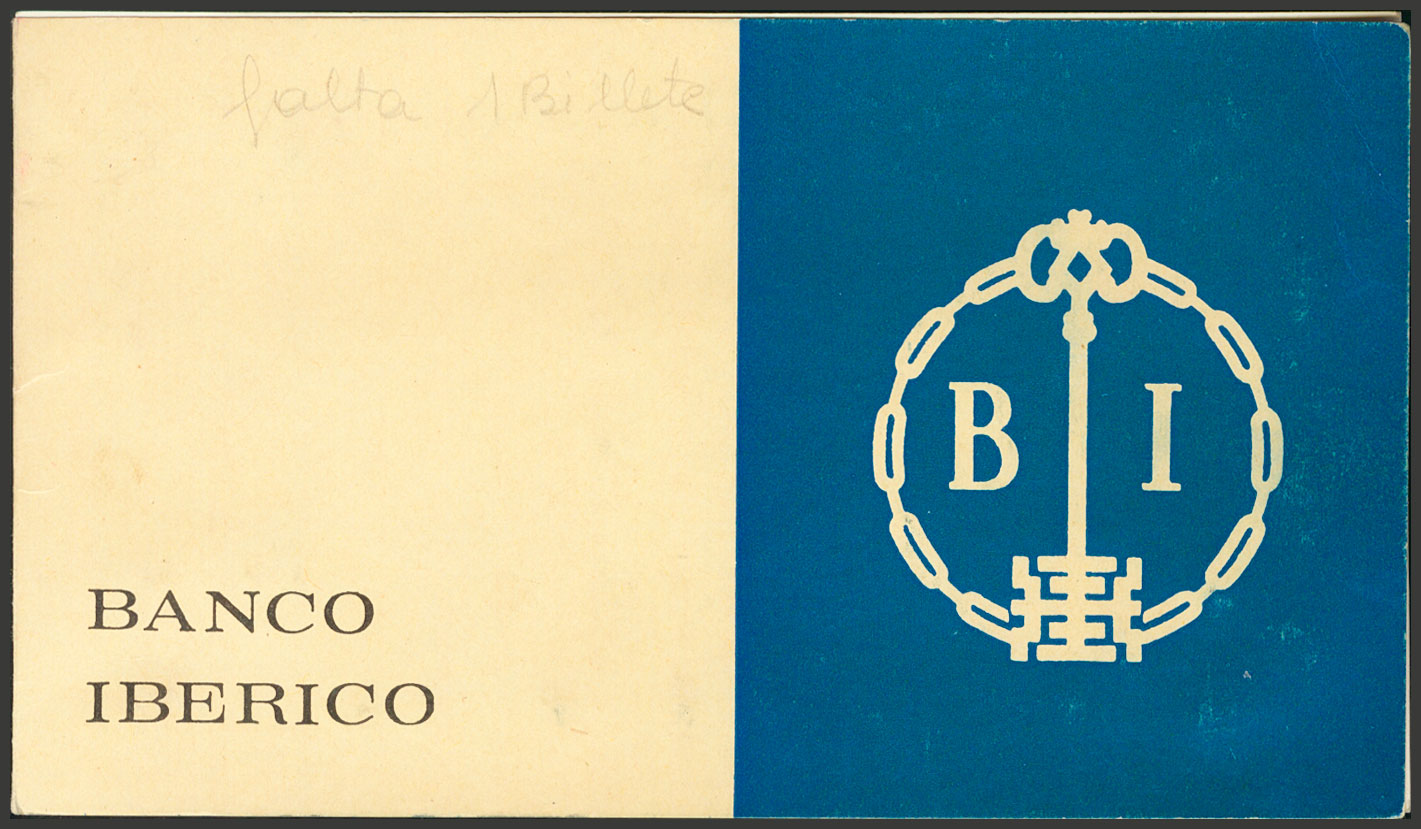 falta 1 Billete
B I
BANCO
IBERICO